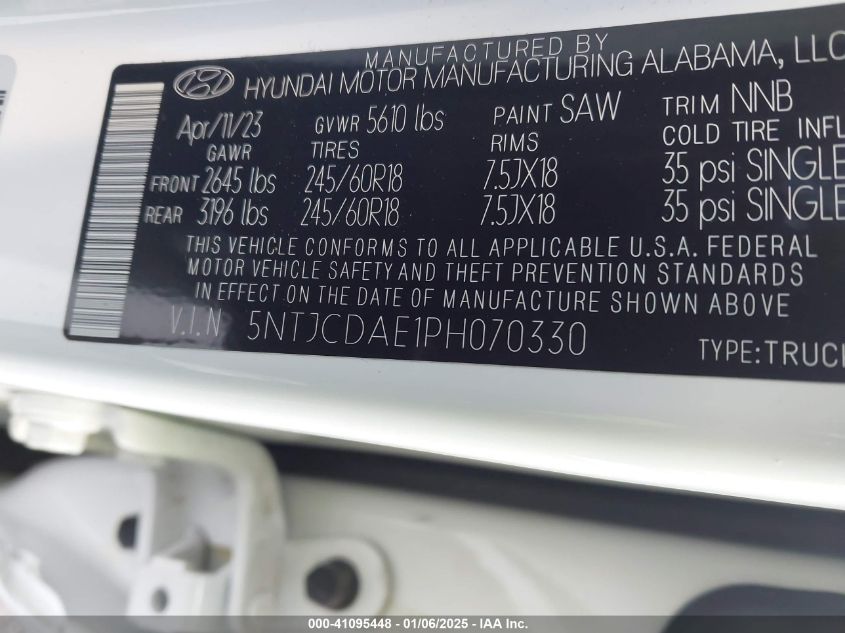 MANUFACTURED BY
HYUNDAI MOTOR MANUFACTURING ALABAMA, LLC
Apr/11/23 GVWR 5610 lbs PAINT SAW TRIM NNB
GAWR TIRES RIMS COLD TIRE INFL
FRONT 2645 lbs 245/60R18 7.5JX18 35 psi SINGLE
REAR 3196 lbs 245/60R18 7.5JX18 35 psi SINGLE
THIS VEHICLE CONFORMS TO ALL APPLICABLE U.S.A. FEDERAL
MOTOR VEHICLE SAFETY AND THEFT PREVENTION STANDARDS
IN EFFECT ON THE DATE OF MANUFACTURE SHOWN ABOVE.
V.I.N 5NTJCDAE1PH070330
TYPE:TRUCK
000-41095448 - 01/06/2025 - IAA Inc.